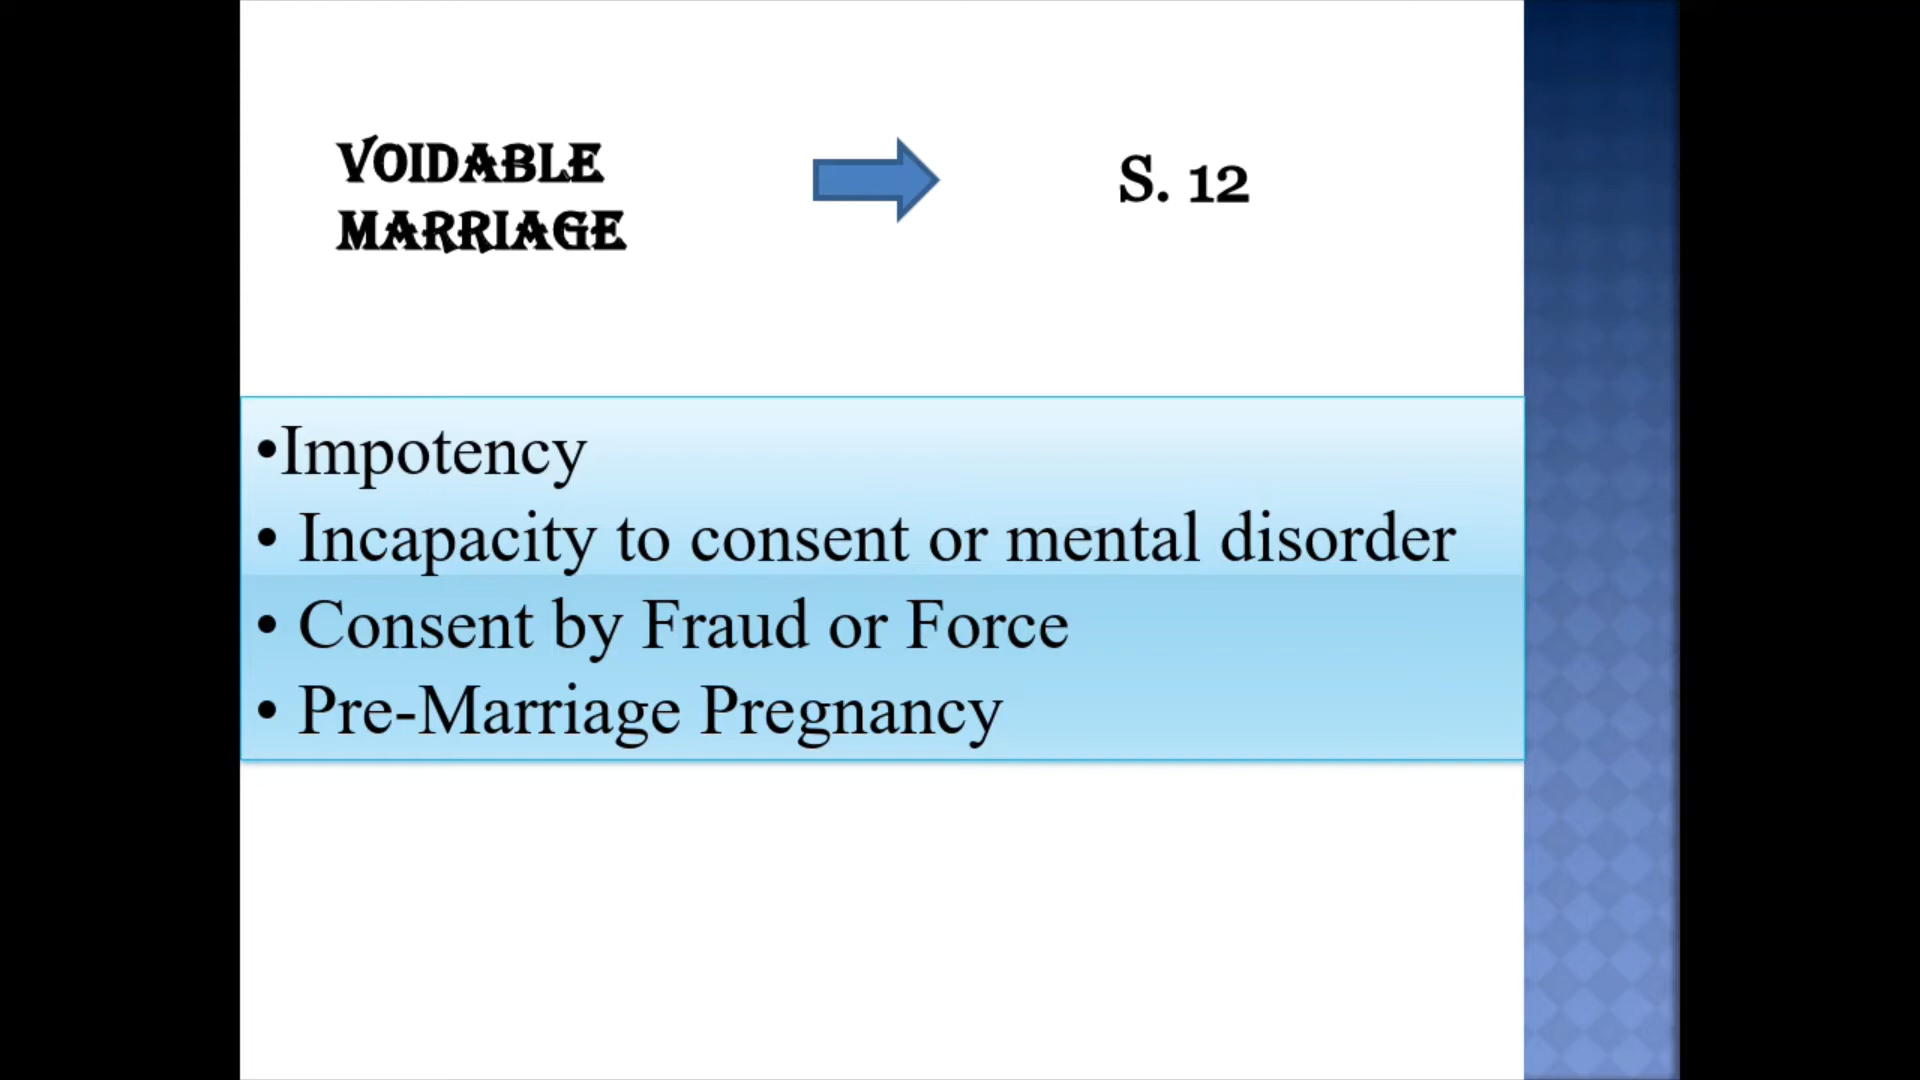 VOIDABLE
MARRIAGE
S. 12
•Impotency
• Incapacity to consent or mental disorder
• Consent by Fraud or Force
• Pre-Marriage Pregnancy